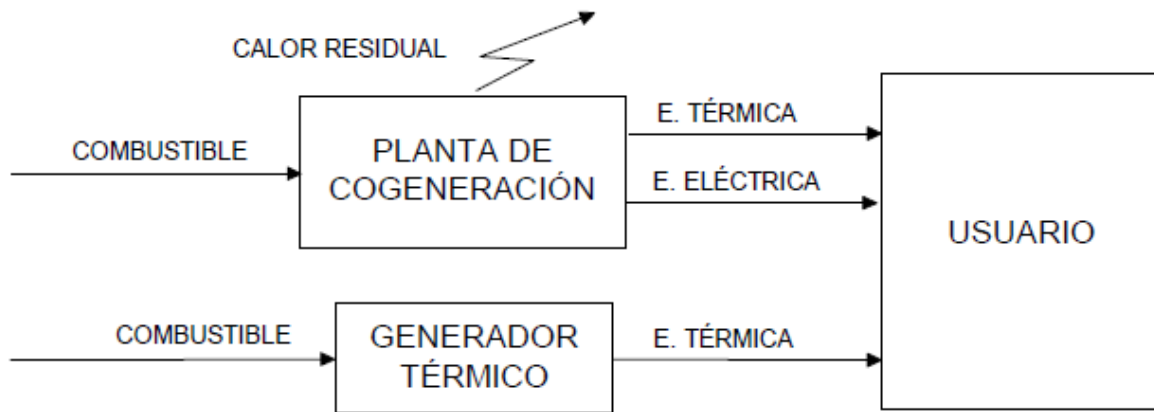 CALOR RESIDUAL
COMBUSTIBLE
PLANTA DE
COGENERACIÓN
E. TÉRMICA
E. ELÉCTRICA
USUARIO
COMBUSTIBLE
GENERADOR
TÉRMICO
E. TÉRMICA